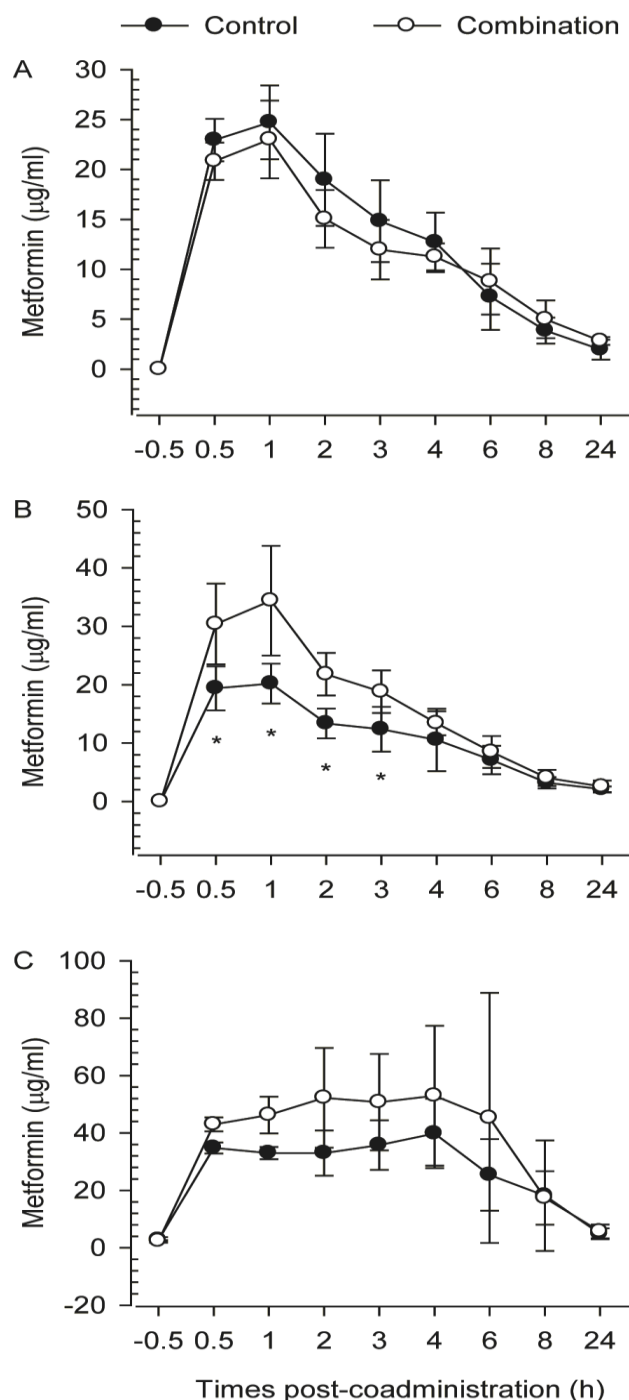 Control Combination
A
30
25
20
15
10
5
0
Metformin (μg/ml)
-0.5 0.5 1 2 3 4 6 8 24
B
50
40
30
20
10
0
Metformin (μg/ml)
* * * *
-0.5 0.5 1 2 3 4 6 8 24
C
100
80
60
40
20
0
-20
Metformin (μg/ml)
-0.5 0.5 1 2 3 4 6 8 24
Times post-coadministration (h)